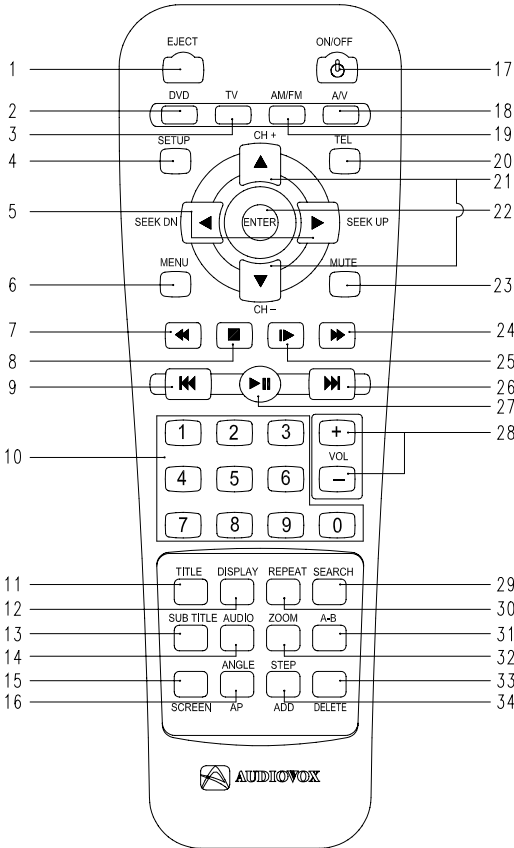 EJECT ON/OFF
1 17
DVD TV AM/FM A/V
2 18
3 19
SETUP CH + TEL
4 20
21
5 22
SEEK DN ENTER SEEK UP
MENU MUTE
6 23
CH –
7 24
8 25
9 26
27
1 2 3 + 28
10 VOL
4 5 6 –
7 8 9 0
TITLE DISPLAY REPEAT SEARCH
11 29
12 30
SUB TITLE AUDIO ZOOM A-B
13 31
14 32
ANGLE STEP
15 33
16 34
SCREEN AP ADD DELETE
AUDIOVOX